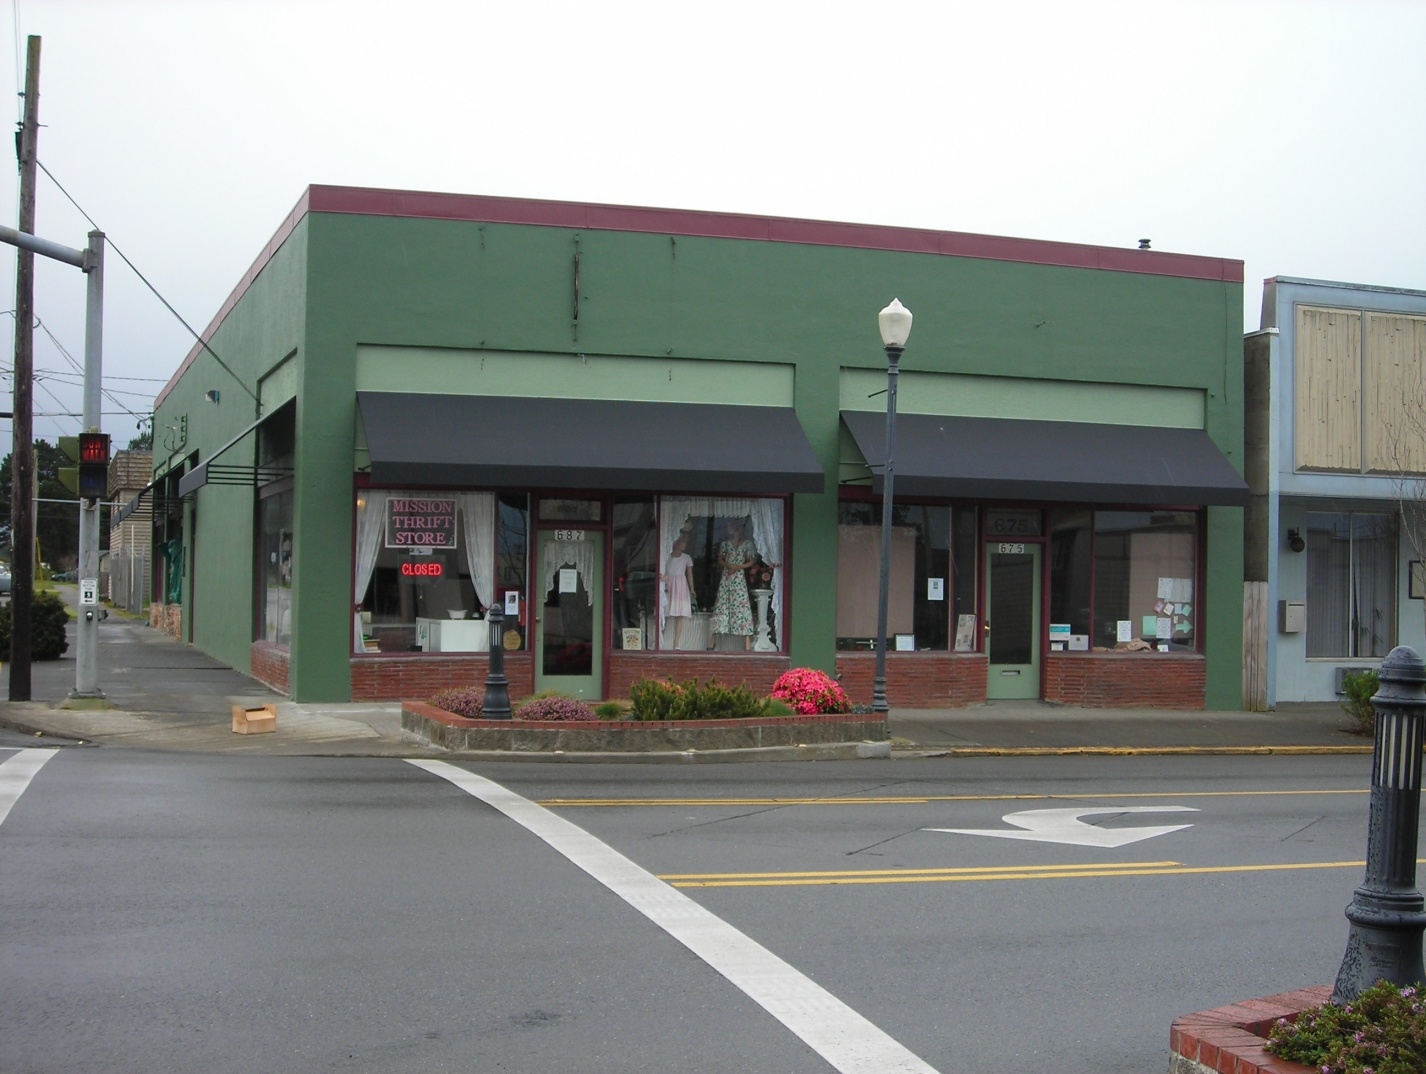 MISSION
THRIFT
STORE
CLOSED
687
675
675